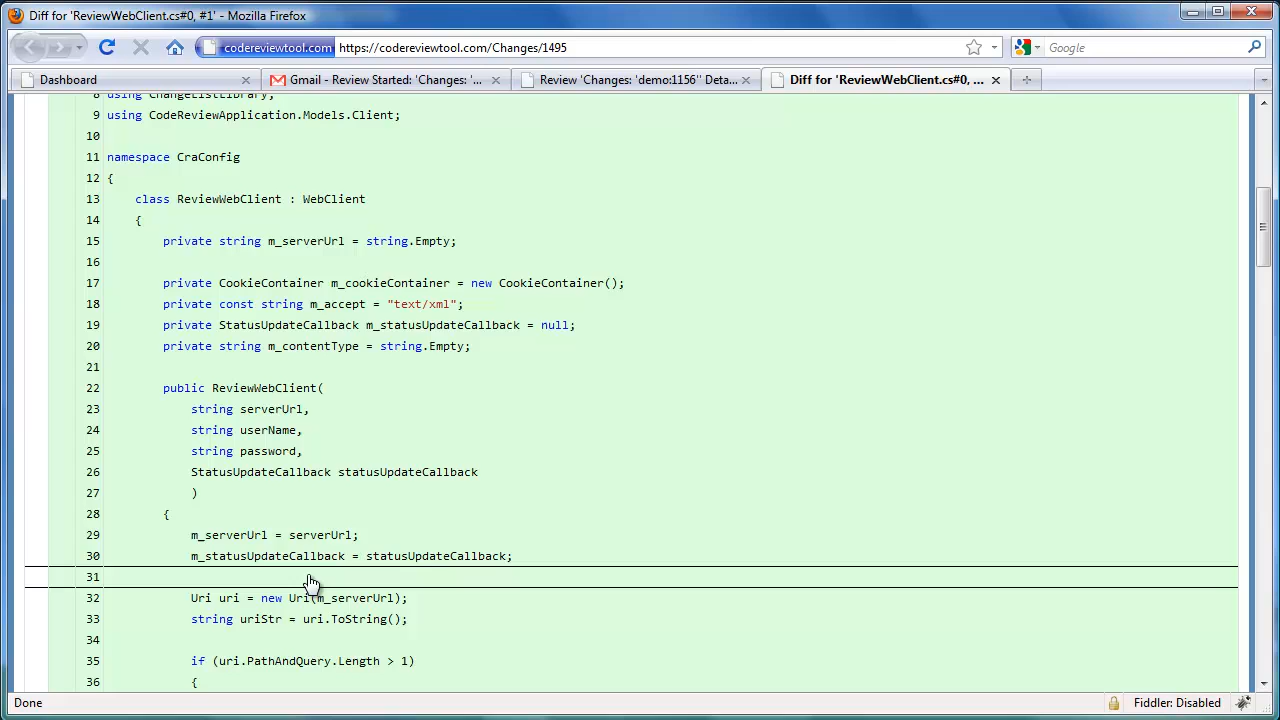 Diff for 'ReviewWebClient.cs#0, #1' - Mozilla Firefox
codereviewtool.com https://codereviewtool.com/Changes/1495 Google
Dashboard Gmail - Review Started: 'Changes: '... Review 'Changes: 'demo:1156'' Deta... Diff for 'ReviewWebClient.cs#0, ...
8 using ChangeListLibrary;
9 using CodeReviewApplication.Models.Client;
10
11 namespace CraConfig
12 {
13 class ReviewWebClient : WebClient
14 {
15 private string m_serverUrl = string.Empty;
16
17 private CookieContainer m_cookieContainer = new CookieContainer();
18 private const string m_accept = "text/xml";
19 private StatusUpdateCallback m_statusUpdateCallback = null;
20 private string m_contentType = string.Empty;
21
22 public ReviewWebClient(
23 string serverUrl,
24 string userName,
25 string password,
26 StatusUpdateCallback statusUpdateCallback
27 )
28 {
29 m_serverUrl = serverUrl;
30 m_statusUpdateCallback = statusUpdateCallback;
31
32 Uri uri = new Uri(m_serverUrl);
33 string uriStr = uri.ToString();
34
35 if (uri.PathAndQuery.Length > 1)
36 {
Done Fiddler: Disabled